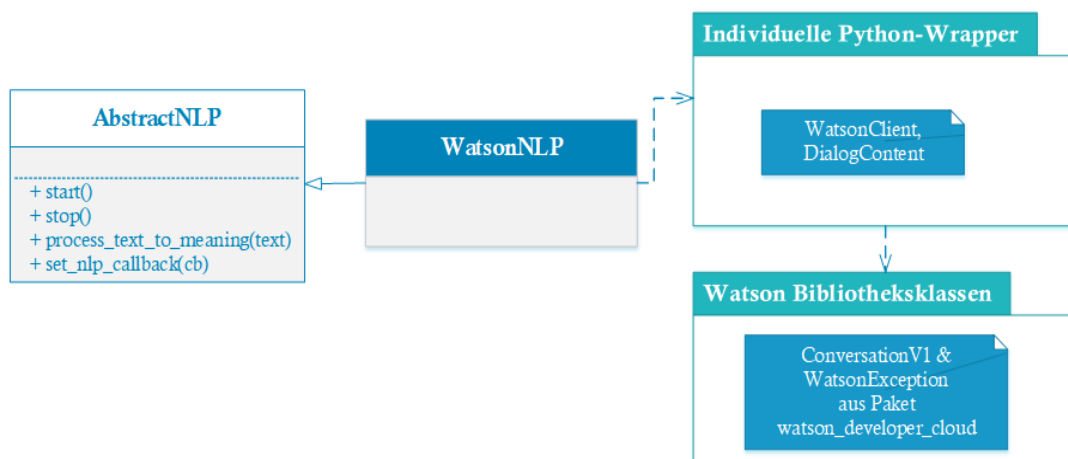 AbstractNLP
+ start()
+ stop()
+ process_text_to_meaning(text)
+ set_nlp_callback(cb)
WatsonNLP
Individuelle Python-Wrapper
WatsonClient,
DialogContent
Watson Bibliotheksklassen
ConversationV1 &
WatsonException
aus Paket
watson_developer_cloud